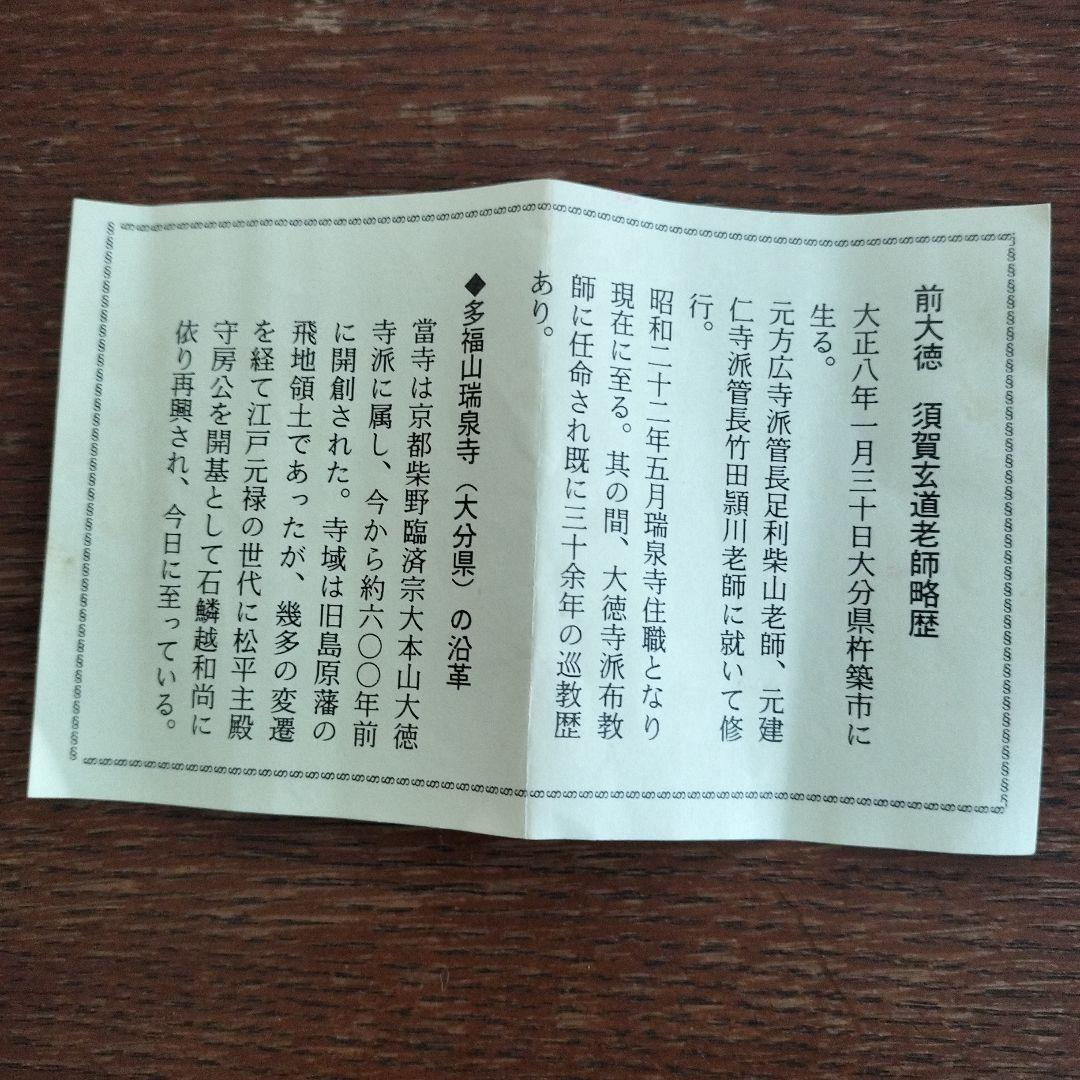 前大徳　須賀玄道老師略歴
大正八年一月三十日大分県杵築市に
生る。
元方広寺派管長足利柴山老師、元建
仁寺派管長竹田頴川老師に就いて修
行。
昭和二十二年五月瑞泉寺住職となり
現在に至る。其の間、大徳寺派布教
師に任命され既に三十余年の巡教歴
あり。
◆多福山瑞泉寺（大分県）の沿革
當寺は京都柴野臨済宗大本山大徳
寺派に属し、今から約六〇〇年前
に開創された。寺域は旧島原藩の
飛地領土であったが、幾多の変遷
を経て江戸元禄の世代に松平主殿
守房公を開基として石鱗越和尚に
依り再興され、今日に至っている。